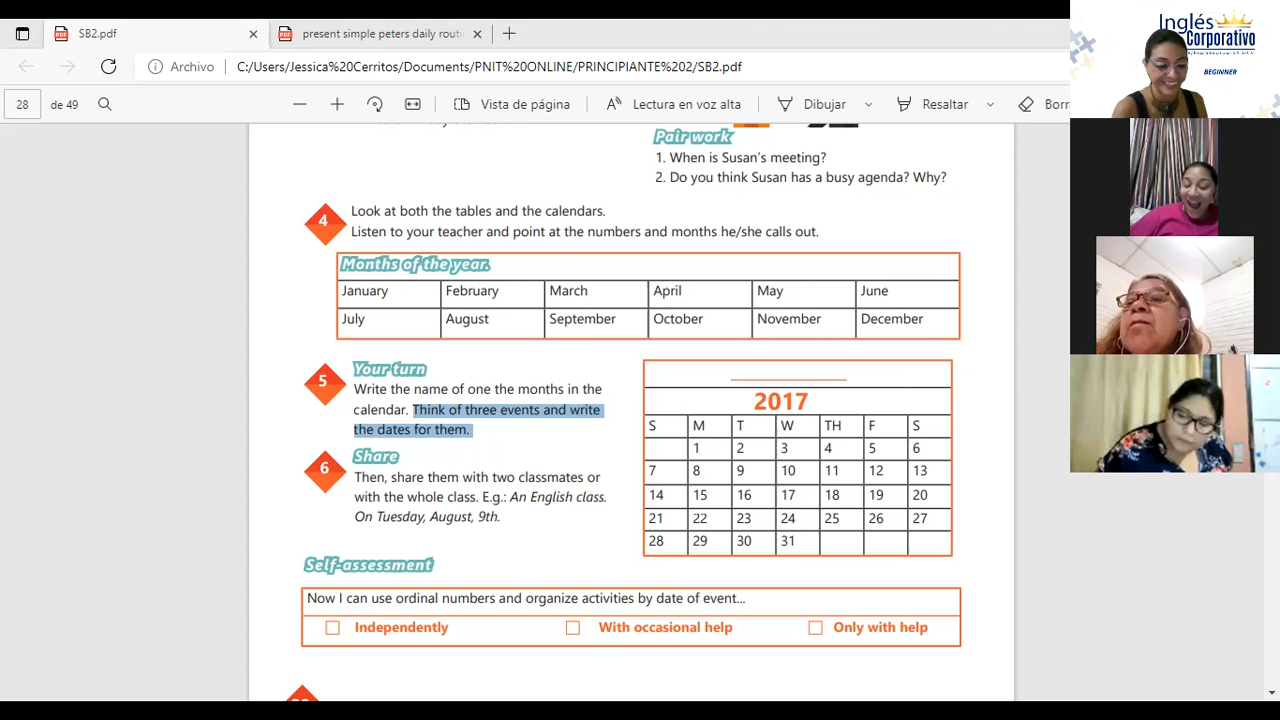 SB2.pdf
present simple peters daily routi
Archivo
C:/Users/Jessica%20Cerritos/Documents/PNIT%20ONLINE/PRINCIPIANTE%202/SB2.pdf
28 de 49
Vista de página
Lectura en voz alta
Dibujar
Resaltar
Borr
Inglés
Corporativo
BEGINNER
Pair work
1. When is Susan's meeting?
2. Do you think Susan has a busy agenda? Why?
4
Look at both the tables and the calendars.
Listen to your teacher and point at the numbers and months he/she calls out.
Months of the year.
January February March April May June
July August September October November December
5
Your turn
Write the name of one the months in the
calendar. Think of three events and write
the dates for them.
6
Share
Then, share them with two classmates or
with the whole class. E.g.: An English class.
On Tuesday, August, 9th.
2017
S M T W TH F S
1 2 3 4 5 6
7 8 9 10 11 12 13
14 15 16 17 18 19 20
21 22 23 24 25 26 27
28 29 30 31
Self-assessment
Now I can use ordinal numbers and organize activities by date of event...
Independently With occasional help Only with help